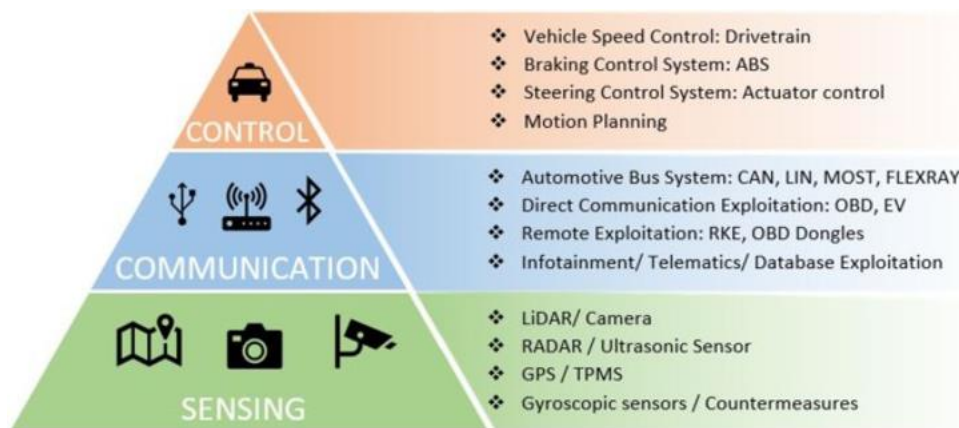 CONTROL
❖ Vehicle Speed Control: Drivetrain
❖ Braking Control System: ABS
❖ Steering Control System: Actuator control
❖ Motion Planning
COMMUNICATION
❖ Automotive Bus System: CAN, LIN, MOST, FLEXRAY
❖ Direct Communication Exploitation: OBD, EV
❖ Remote Exploitation: RKE, OBD Dongles
❖ Infotainment/ Telematics/ Database Exploitation
SENSING
❖ LiDAR/ Camera
❖ RADAR / Ultrasonic Sensor
❖ GPS / TPMS
❖ Gyroscopic sensors / Countermeasures